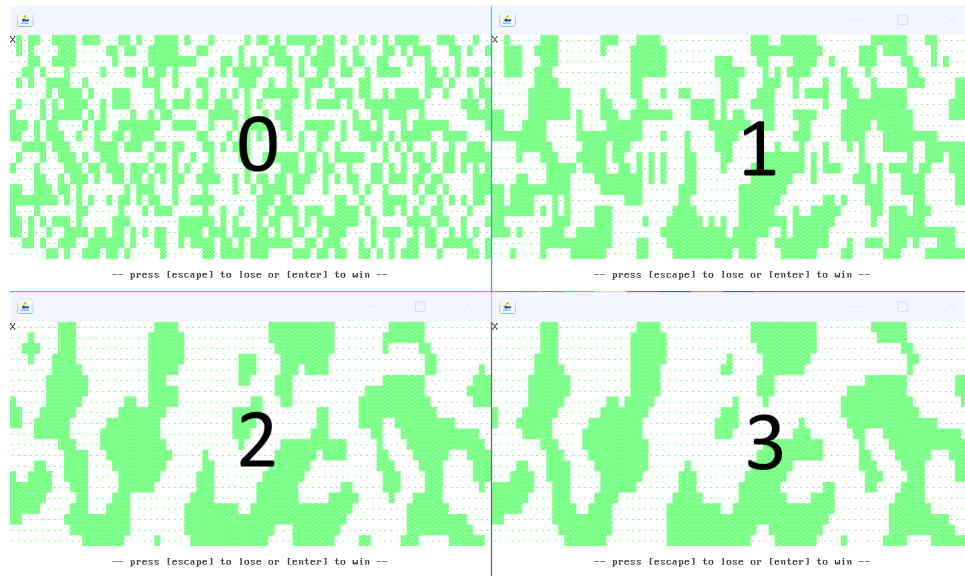 X
0
-- press [escape] to lose or [enter] to win --
X
1
-- press [escape] to lose or [enter] to win --
X
2
-- press [escape] to lose or [enter] to win --
X
3
-- press [escape] to lose or [enter] to win --